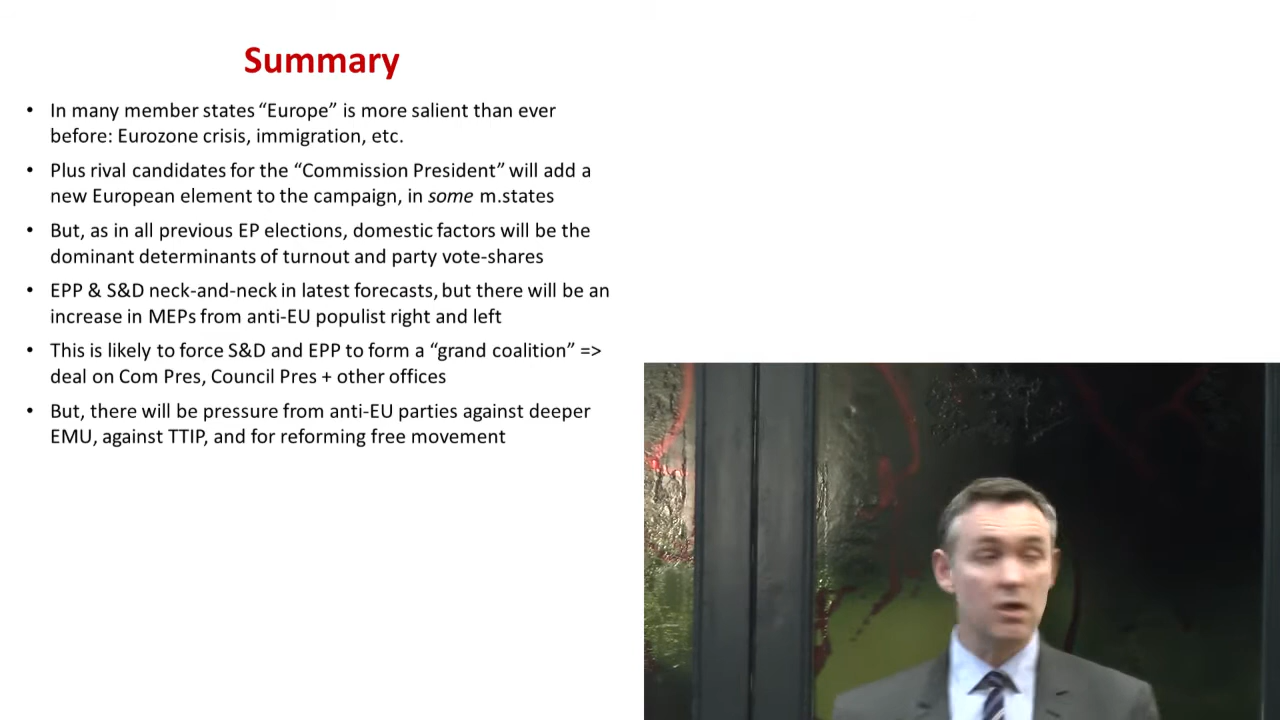 Summary
• In many member states “Europe” is more salient than ever
before: Eurozone crisis, immigration, etc.
• Plus rival candidates for the “Commission President” will add a
new European element to the campaign, in some m.states
• But, as in all previous EP elections, domestic factors will be the
dominant determinants of turnout and party vote-shares
• EPP & S&D neck-and-neck in latest forecasts, but there will be an
increase in MEPs from anti-EU populist right and left
• This is likely to force S&D and EPP to form a “grand coalition” =>
deal on Com Pres, Council Pres + other offices
• But, there will be pressure from anti-EU parties against deeper
EMU, against TTIP, and for reforming free movement